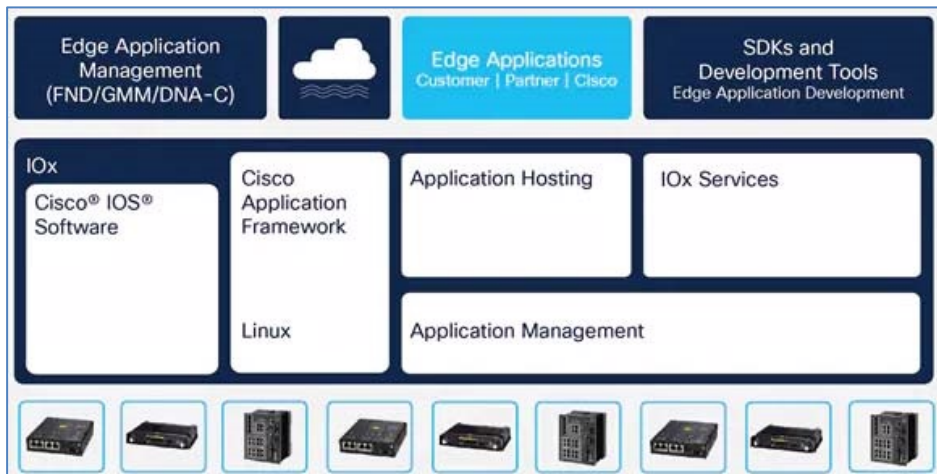 Edge Application
Management
(FND/GMM/DNA-C)
Edge Applications
Customer | Partner | Cisco
SDKs and
Development Tools
Edge Application Development
IOx
Cisco® IOS®
Software
Cisco
Application
Framework
Linux
Application Hosting
IOx Services
Application Management